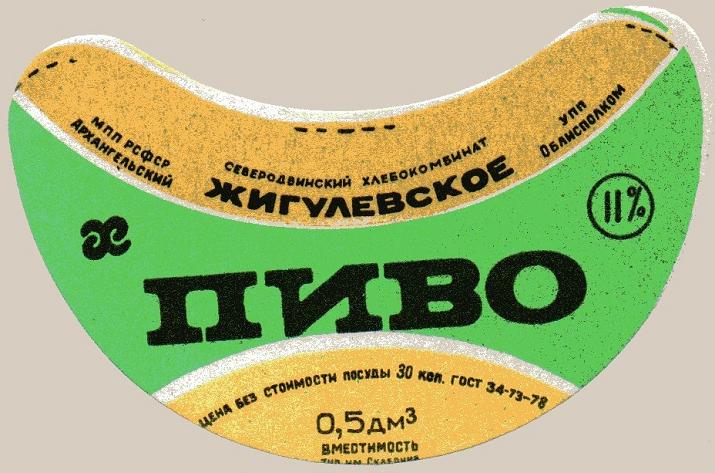 МПП РСФСР
АРХАНГЕЛЬСКИЙ
УПП
ОБЛИСПОЛКОМ
СЕВЕРОДВИНСКИЙ ХЛЕБОКОМБИНАТ
ЖИГУЛЕВСКОЕ
11%
ПИВО
ЦЕНА БЕЗ СТОИМОСТИ ПОСУДЫ 30 КОП. ГОСТ 34-73-78
0,5дм³
ВМЕСТИМОСТЬ